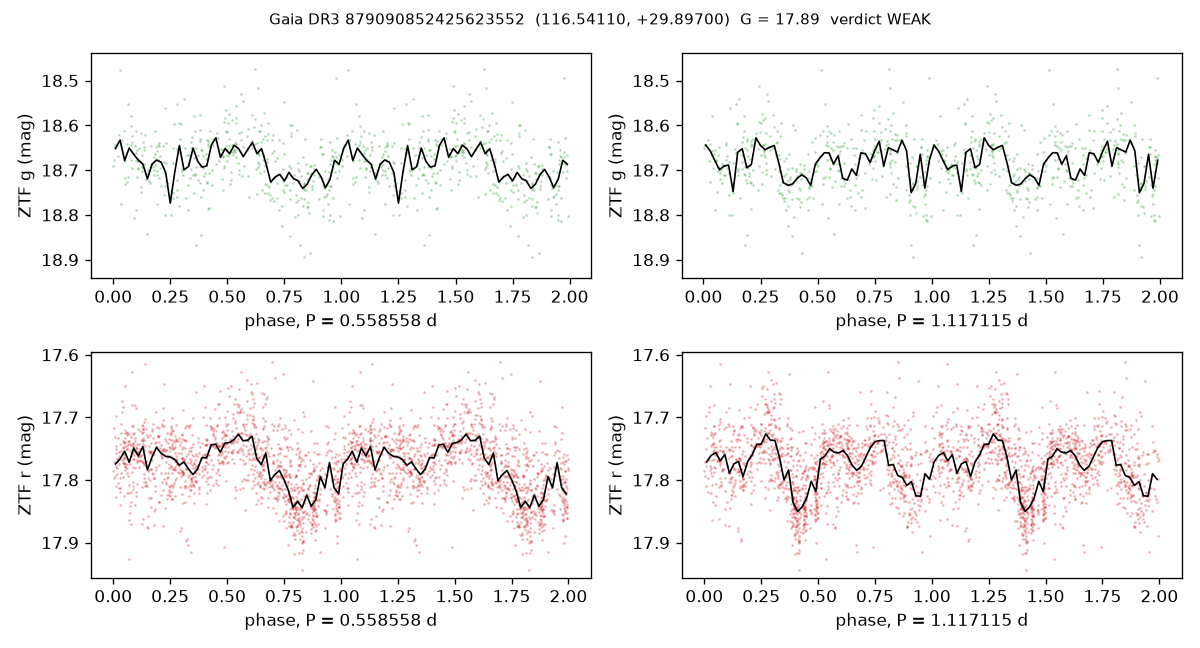 Gaia DR3 879090852425623552 (116.54110, +29.89700) G = 17.89 verdict WEAK
ZTF g (mag)
18.5
18.6
18.7
18.8
18.9
0.00 0.25 0.50 0.75 1.00 1.25 1.50 1.75 2.00
phase, P = 0.558558 d
ZTF g (mag)
18.5
18.6
18.7
18.8
18.9
0.00 0.25 0.50 0.75 1.00 1.25 1.50 1.75 2.00
phase, P = 1.117115 d
ZTF r (mag)
17.6
17.7
17.8
17.9
0.00 0.25 0.50 0.75 1.00 1.25 1.50 1.75 2.00
phase, P = 0.558558 d
ZTF r (mag)
17.6
17.7
17.8
17.9
0.00 0.25 0.50 0.75 1.00 1.25 1.50 1.75 2.00
phase, P = 1.117115 d